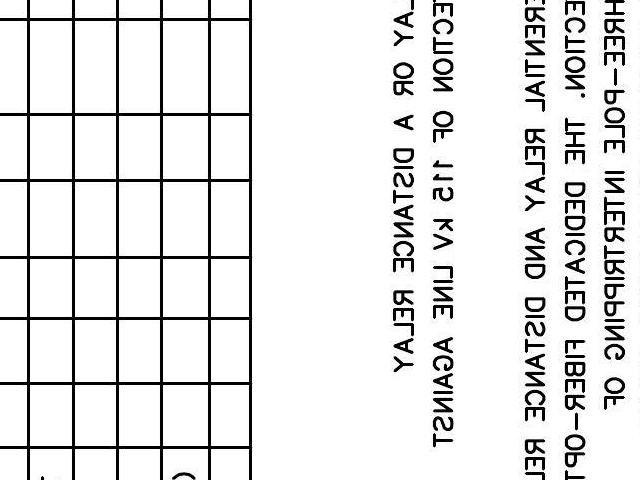 LAY OR A DISTANCE RELAY
ECTION OF 115 kV LINE AGAINST
ERENTIAL RELAY AND DISTANCE REL
ECTION. THE DEDICATED FIBER-OPT
HREE-POLE INTERTRIPPING OF